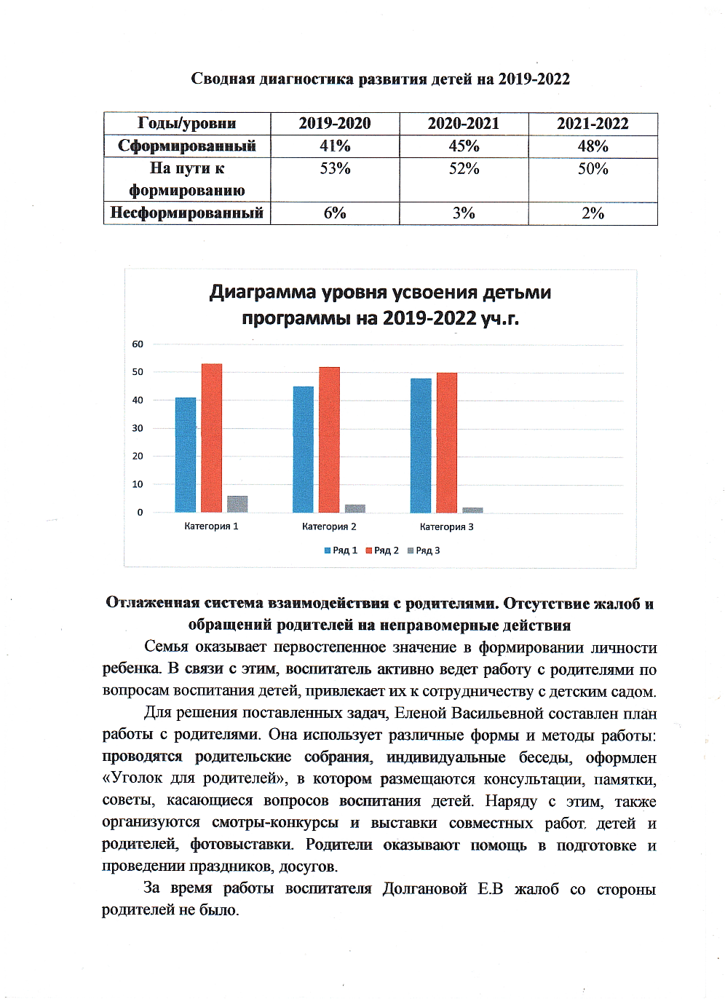 Сводная диагностика развития детей на 2019-2022
Годы/уровни 2019-2020 2020-2021 2021-2022
Сформированный 41% 45% 48%
На пути к 53% 52% 50%
формированию
Несформированный 6% 3% 2%
Диаграмма уровня усвоения детьми
программы на 2019-2022 уч.г.
60
50
40
30
20
10
0
Категория 1 Категория 2 Категория 3
Ряд 1 Ряд 2 Ряд 3
Отлаженная система взаимодействия с родителями. Отсутствие жалоб и
обращений родителей на неправомерные действия
Семья оказывает первостепенное значение в формировании личности
ребенка. В связи с этим, воспитатель активно ведет работу с родителями по
вопросам воспитания детей, привлекает их к сотрудничеству с детским садом.
Для решения поставленных задач, Еленой Васильевной составлен план
работы с родителями. Она использует различные формы и методы работы:
проводятся родительские собрания, индивидуальные беседы, оформлен
«Уголок для родителей», в котором размещаются консультации, памятки,
советы, касающиеся вопросов воспитания детей. Наряду с этим, также
организуются смотры-конкурсы и выставки совместных работ детей и
родителей, фотовыставки. Родители оказывают помощь в подготовке и
проведении праздников, досугов.
За время работы воспитателя Долгановой Е.В жалоб со стороны
родителей не было.